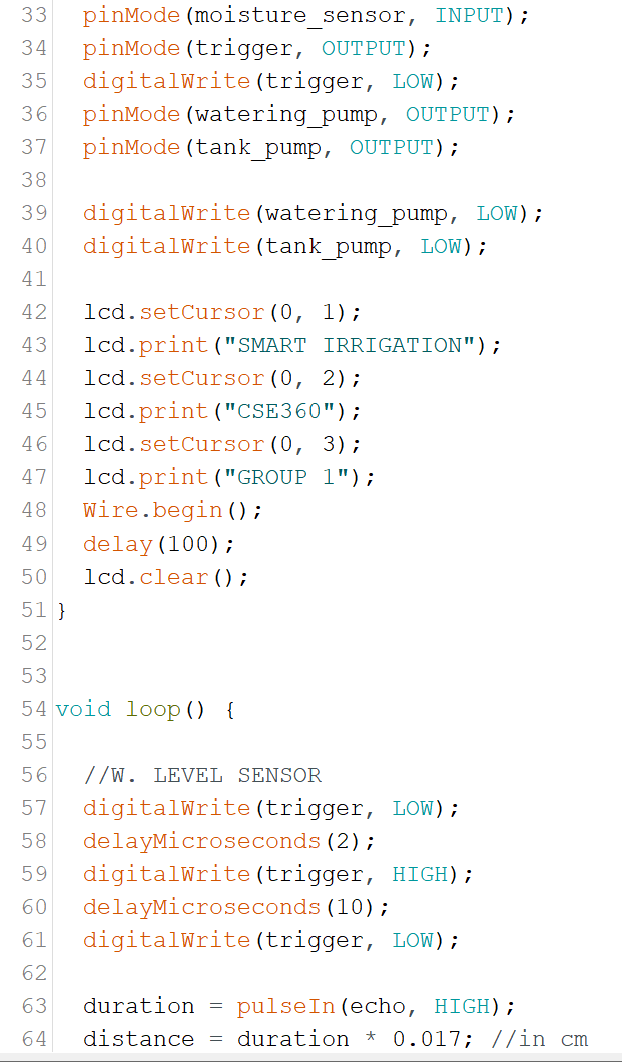 33 pinMode(moisture_sensor, INPUT);
34 pinMode(trigger, OUTPUT);
35 digitalWrite(trigger, LOW);
36 pinMode(watering_pump, OUTPUT);
37 pinMode(tank_pump, OUTPUT);
38
39 digitalWrite(watering_pump, LOW);
40 digitalWrite(tank_pump, LOW);
41
42 lcd.setCursor(0, 1);
43 lcd.print("SMART IRRIGATION");
44 lcd.setCursor(0, 2);
45 lcd.print("CSE360");
46 lcd.setCursor(0, 3);
47 lcd.print("GROUP 1");
48 Wire.begin();
49 delay(100);
50 lcd.clear();
51 }
52
53
54 void loop() {
55
56 //W. LEVEL SENSOR
57 digitalWrite(trigger, LOW);
58 delayMicroseconds(2);
59 digitalWrite(trigger, HIGH);
60 delayMicroseconds(10);
61 digitalWrite(trigger, LOW);
62
63 duration = pulseIn(echo, HIGH);
64 distance = duration * 0.017; //in cm